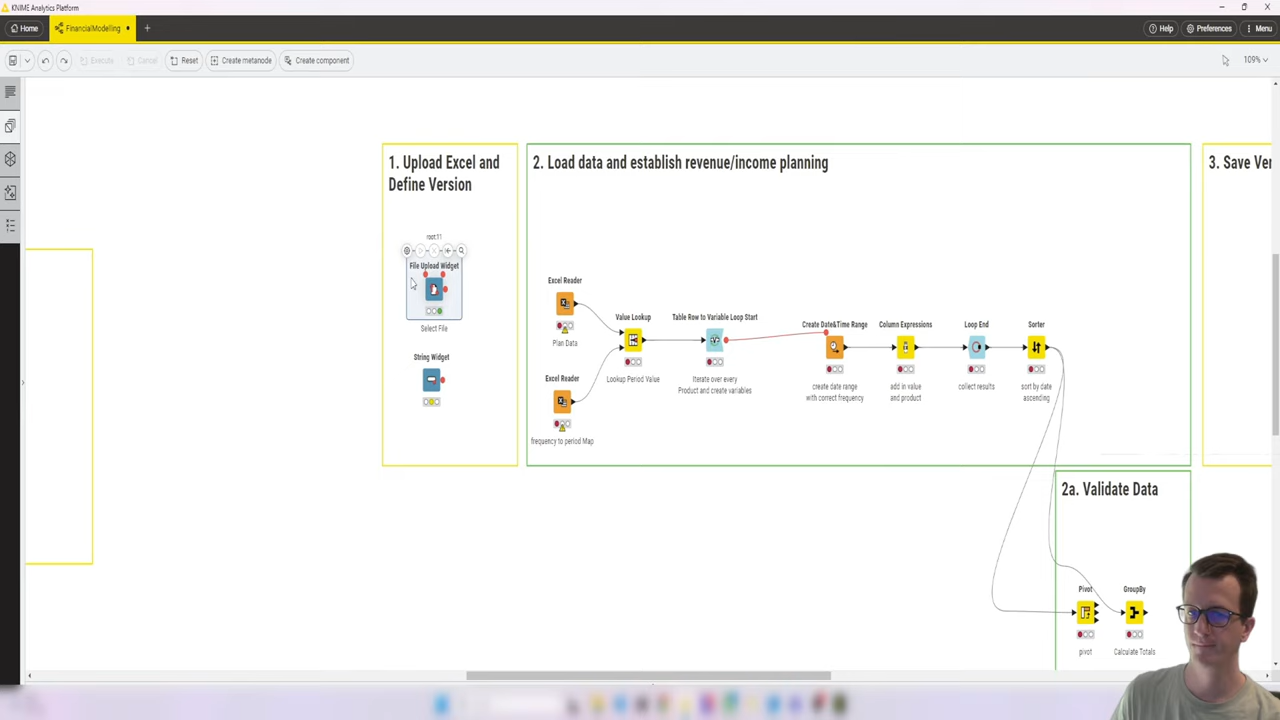 KNIME Analytics Platform
Home
FinancialModelling
Help
Preferences
Menu
Execute
Cancel
Reset
Create metanode
Create component
109%
1. Upload Excel and
Define Version
root:11
File Upload Widget
Select File
String Widget
2. Load data and establish revenue/income planning
Excel Reader
Plan Data
Excel Reader
frequency to period Map
Value Lookup
Lookup Period Value
Table Row to Variable Loop Start
Iterate over every
Product and create variables
Create Date&Time Range
create date range
with correct frequency
Column Expressions
add in value
and product
Loop End
collect results
Sorter
sort by date
ascending
3. Save Ver
2a. Validate Data
Pivot
pivot
GroupBy
Calculate Totals